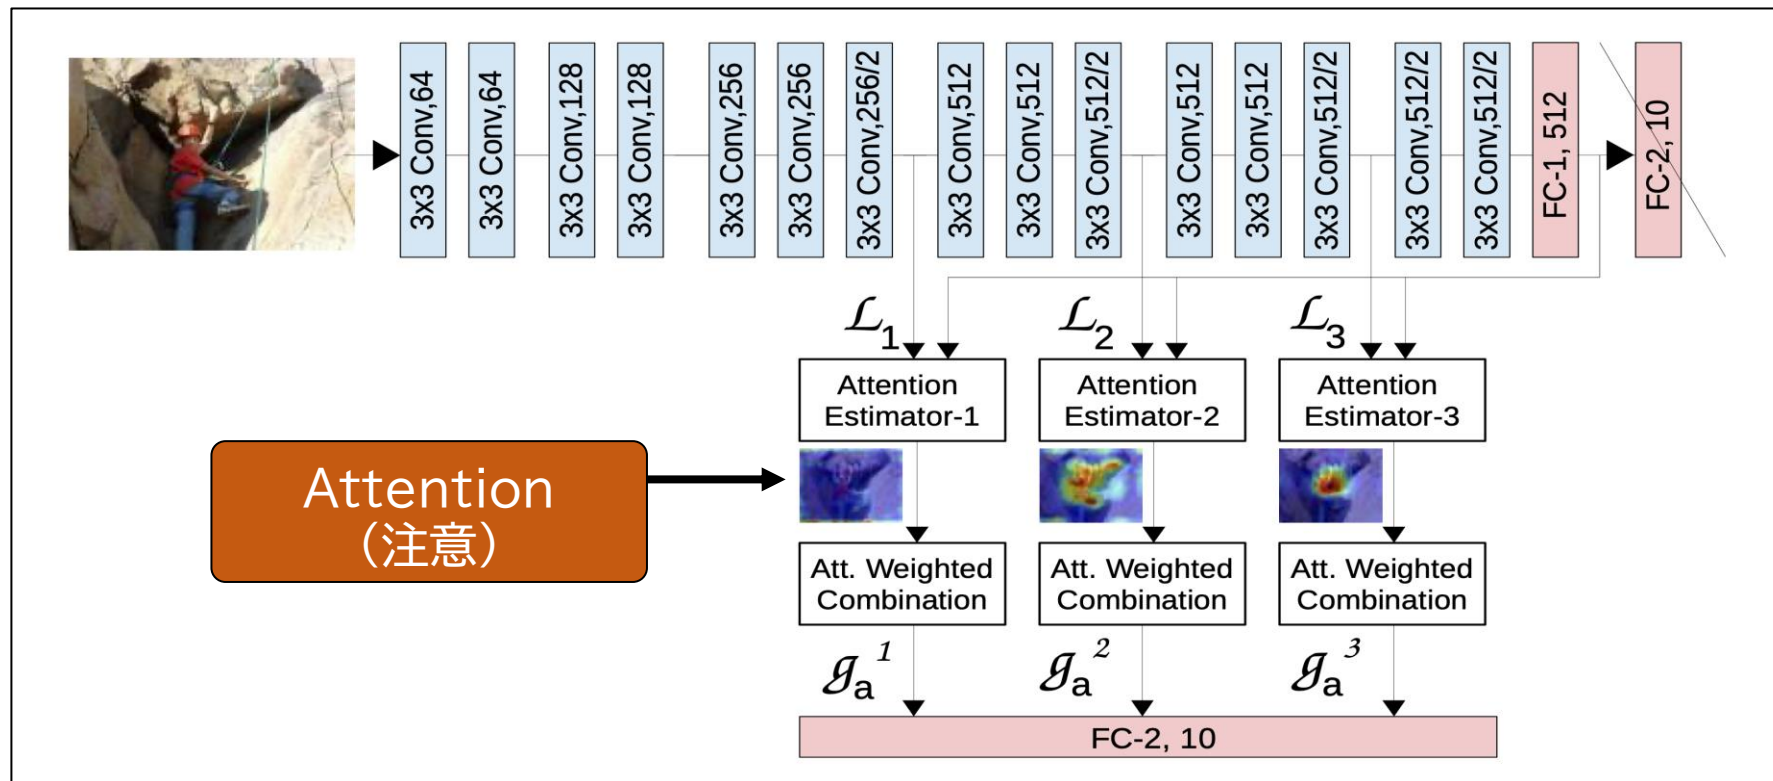 3x3 Conv,64
3x3 Conv,64
3x3 Conv,128
3x3 Conv,128
3x3 Conv,256
3x3 Conv,256
3x3 Conv,256/2
3x3 Conv,512
3x3 Conv,512
3x3 Conv,512/2
3x3 Conv,512
3x3 Conv,512
3x3 Conv,512/2
3x3 Conv,512/2
3x3 Conv,512/2
FC-1, 512
FC-2, 10
ℒ1
ℒ2
ℒ3
Attention
Estimator-1
Attention
Estimator-2
Attention
Estimator-3
Attention
（注意）
Att. Weighted
Combination
Att. Weighted
Combination
Att. Weighted
Combination
ga1
ga2
ga3
FC-2, 10